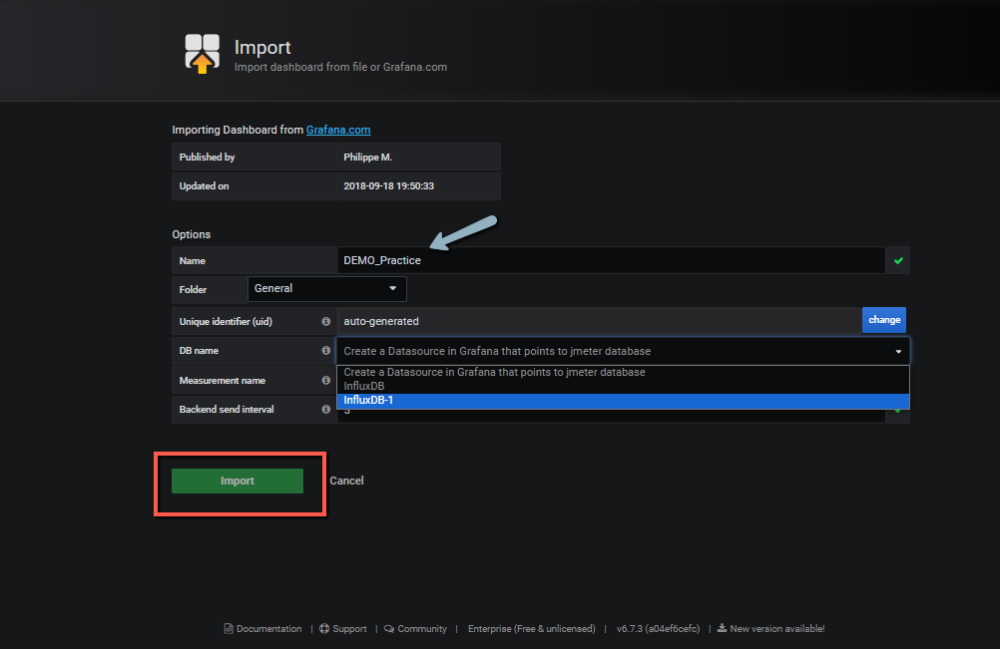 Import
Import dashboard from file or Grafana.com
Importing Dashboard from Grafana.com
Published by Philippe M.
Updated on 2018-09-18 19:50:33
Options
Name DEMO_Practice
Folder General
Unique identifier (uid) auto-generated change
DB name Create a Datasource in Grafana that points to jmeter database
Create a Datasource in Grafana that points to jmeter database
InfluxDB
Measurement name
InfluxDB-1
Backend send interval 5
Import Cancel
Documentation | Support | Community | Enterprise (Free & unlicensed) | v6.7.3 (a04ef6cefc) | New version available!